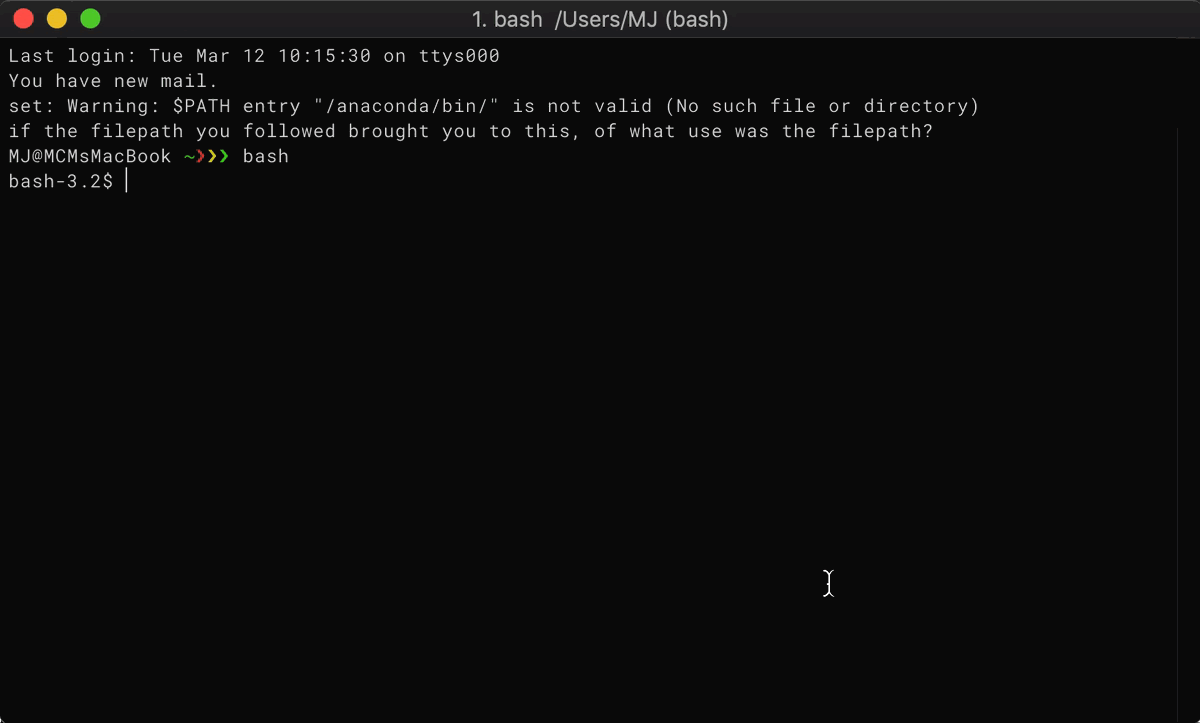 1. bash  /Users/MJ (bash)
Last login: Tue Mar 12 10:15:30 on ttys000
You have new mail.
set: Warning: $PATH entry "/anaconda/bin/" is not valid (No such file or directory)
if the filepath you followed brought you to this, of what use was the filepath?
MJ@MCMsMacBook ~❯❯❯ bash
bash-3.2$